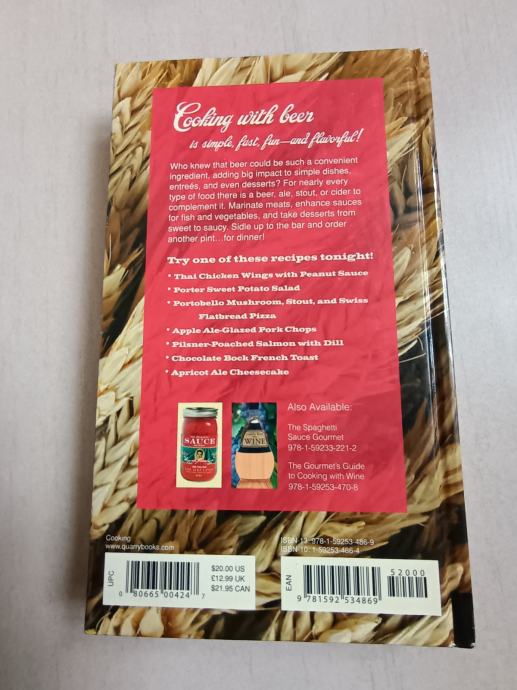 Cooking with beer
is simple, fast, fun—and flavorful!
Who knew that beer could be such a convenient
ingredient, adding big impact to simple dishes,
entreés, and even desserts? For nearly every
type of food there is a beer, ale, stout, or cider to
complement it. Marinate meats, enhance sauces
for fish and vegetables, and take desserts from
sweet to saucy. Sidle up to the bar and order
another pint...for dinner!
Try one of these recipes tonight!
* Thai Chicken Wings with Peanut Sauce
* Porter Sweet Potato Salad
* Portobello Mushroom, Stout, and Swiss
Flatbread Pizza
* Apple Ale-Glazed Pork Chops
* Pilsner-Poached Salmon with Dill
* Chocolate Bock French Toast
* Apricot Ale Cheesecake
Also Available:
The Spaghetti
Sauce Gourmet
978-1-59233-221-2
The Gourmet's Guide
to Cooking with Wine
978-1-59253-470-8
SAUCE
WINE
Cooking
www.quarrybooks.com
ISBN-13: 978-1-59253-486-9
ISBN-10: 1-59253-486-4
UPC
$20.00 US
£12.99 UK
$21.95 CAN
0 80665 00424 7
EAN
52000
9 781592 534869